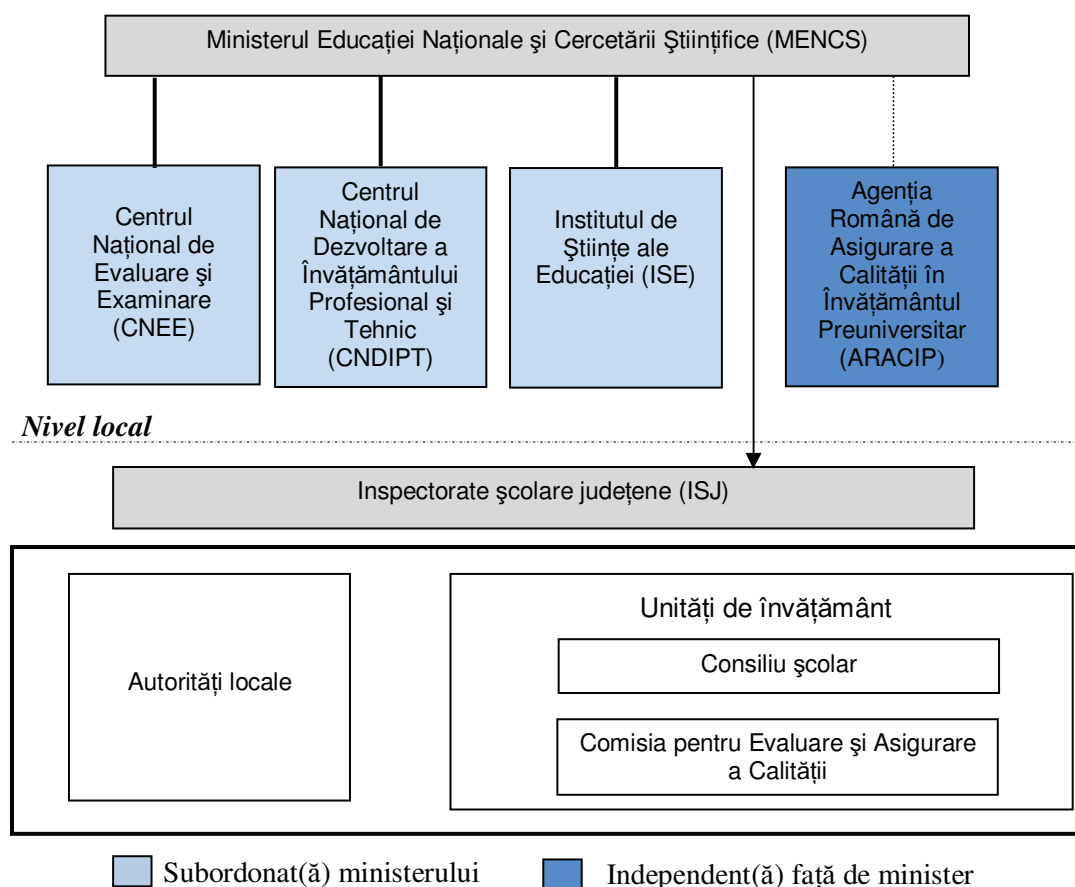 Ministerul Educației Naționale și Cercetării Ştiințifice (MENCS)
Centrul
Național de
Evaluare şi
Examinare
(CNEE)
Centrul
Național de
Dezvoltare a
Învățământului
Profesional şi
Tehnic
(CNDIPT)
Institutul de
Ştiințe ale
Educației (ISE)
Agenția
Română de
Asigurare a
Calității în
Învățământul
Preuniversitar
(ARACIP)
Nivel local
Inspectorate şcolare județene (ISJ)
Autorități locale
Unități de învățământ
Consiliu şcolar
Comisia pentru Evaluare şi Asigurare
a Calității
Subordonat(ă) ministerului
Independent(ă) față de minister